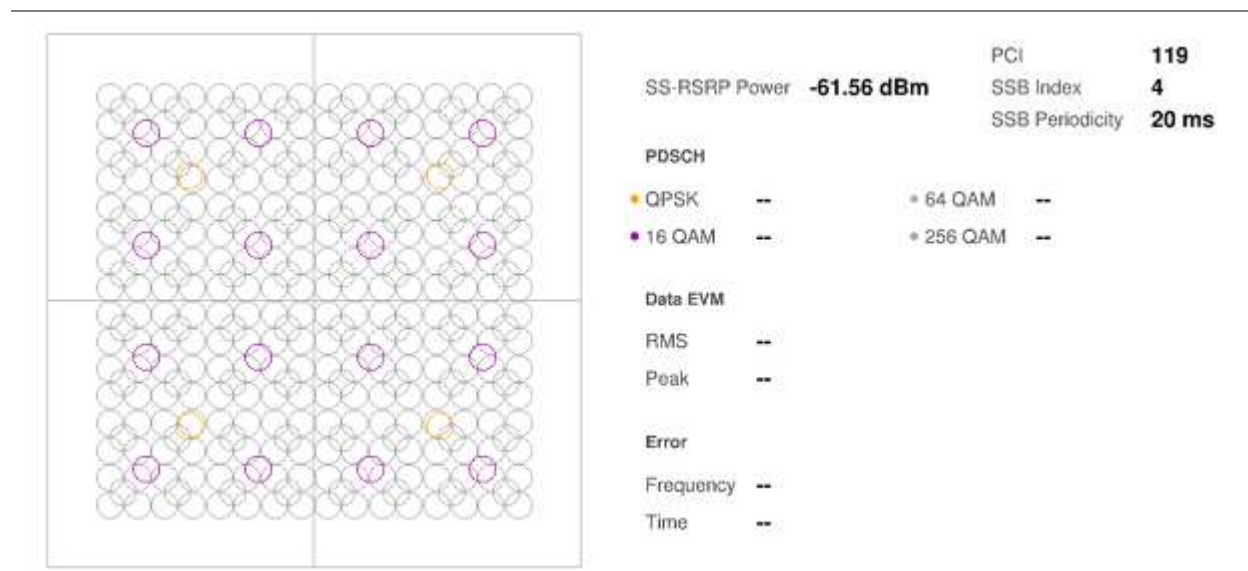 PCI 119
SS-RSRP Power -61.56 dBm
SSB Index 4
SSB Periodicity 20 ms
PDSCH
QPSK -- 64 QAM --
16 QAM -- 256 QAM --
Data EVM
RMS --
Peak --
Error
Frequency --
Time --